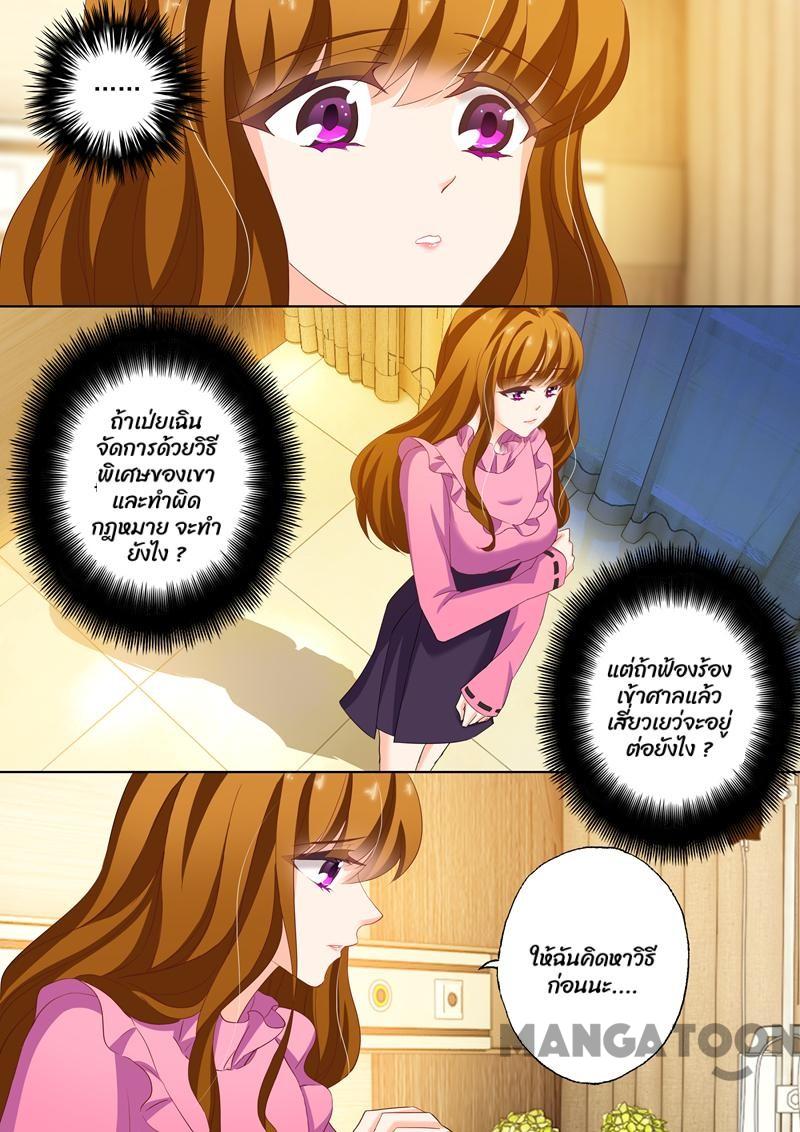 ......
ถ้าเปยเฉิน
จัดการด้วยวิธี
พิเศษของเขา
และทำผิด
กฎหมาย จะทำ
ยังไง ?
แต่ถ้าฟ้องร้อง
เข้าศาลแล้ว
เสี่ยวเยว่จะอยู่
ต่อยังไง ?
ให้ฉันคิดหาวิธี
ก่อนนะ....
MANGATOON